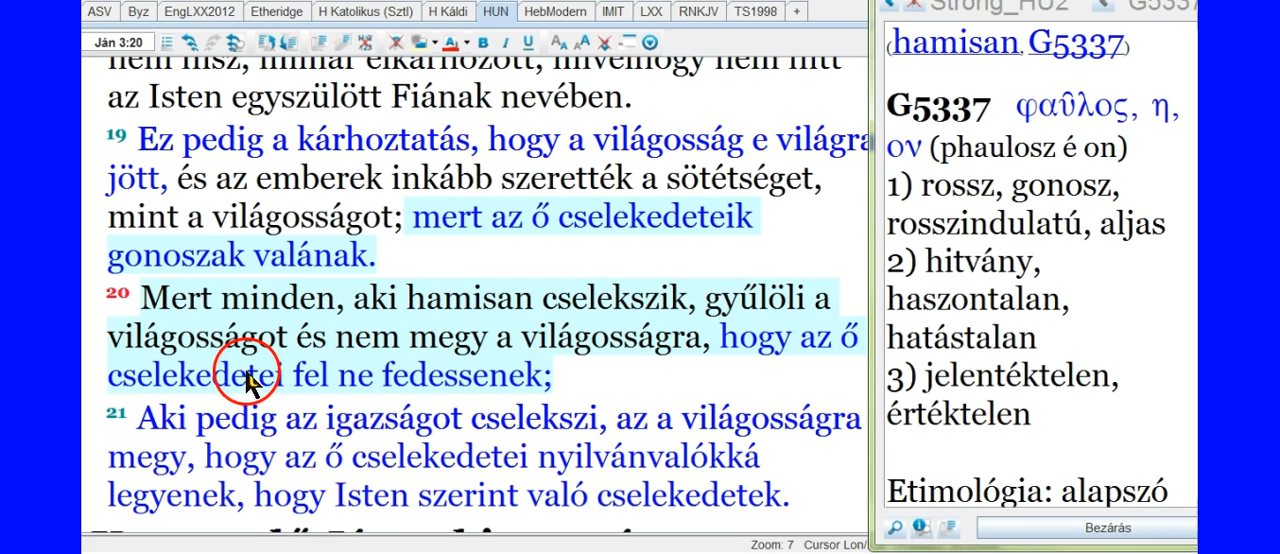 ASV Byz EngLXX2012 Etheridge H Katolikus (Sztl) H Káldi HUN HebModern IMIT LXX RNKJV TS1998 +
Ján 3:20
az Isten egyszülött Fiának nevében.
19 Ez pedig a kárhoztatás, hogy a világosság e világra
jött, és az emberek inkább szerették a sötétséget,
mint a világosságot; mert az ő cselekedeteik
gonoszak valának.
20 Mert minden, aki hamisan cselekszik, gyűlöli a
világosságot és nem megy a világosságra, hogy az ő
cselekedetei fel ne fedessenek;
21 Aki pedig az igazságot cselekszi, az a világosságra
megy, hogy az ő cselekedetei nyilvánvalókká
legyenek, hogy Isten szerint való cselekedetek.
Zoom: 7 Cursor Lon/
Strong_HU2 G5337
(hamisan, G5337)
G5337 φαῦλος, η,
ον (phaulosz é on)
1) rossz, gonosz,
rosszindulatú, aljas
2) hitvány,
haszontalan,
hatástalan
3) jelentéktelen,
értéktelen
Etimológia: alapszó
Bezárás